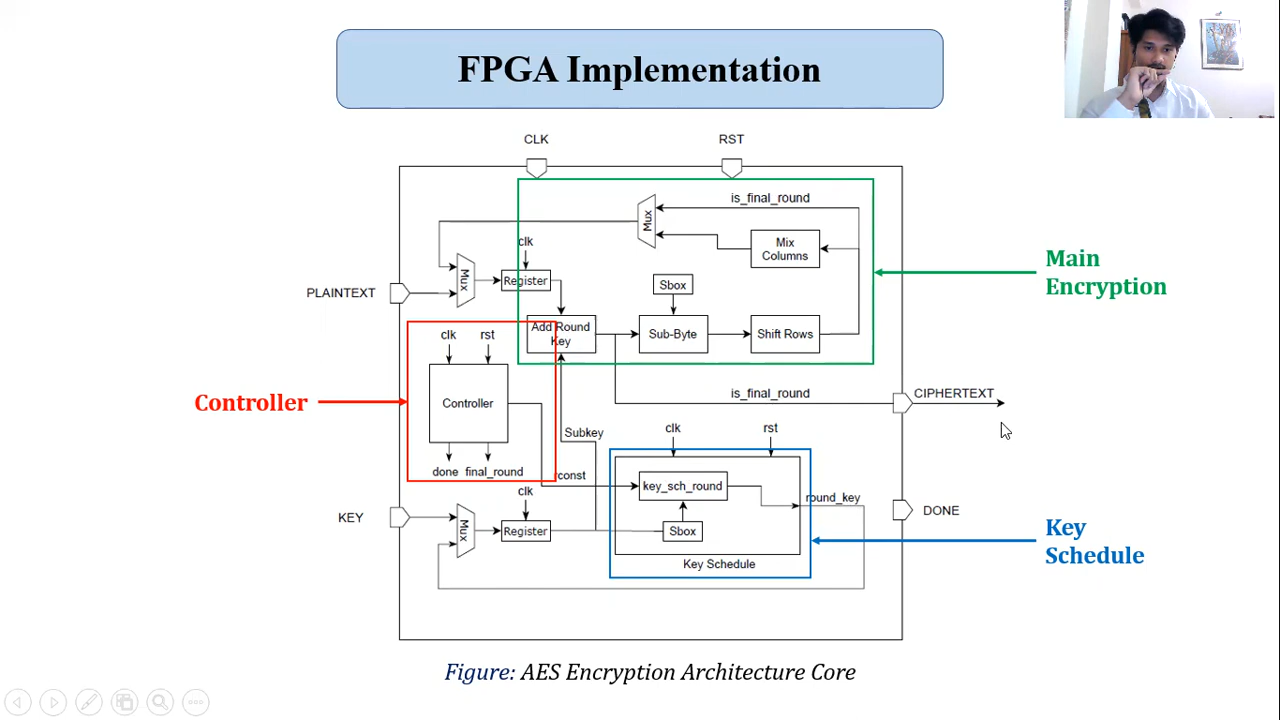 FPGA Implementation
CLK
RST
is_final_round
Mux
Mix
Columns
clk
Mux
Register
Sbox
PLAINTEXT
Add Round
Key
Sub-Byte
Shift Rows
Main
Encryption
clk
rst
Controller
Controller
is_final_round
CIPHERTEXT
Subkey
clk
rst
done
final_round
rconst
key_sch_round
round_key
clk
KEY
Mux
Register
Sbox
DONE
Key
Schedule
Key Schedule
Figure: AES Encryption Architecture Core